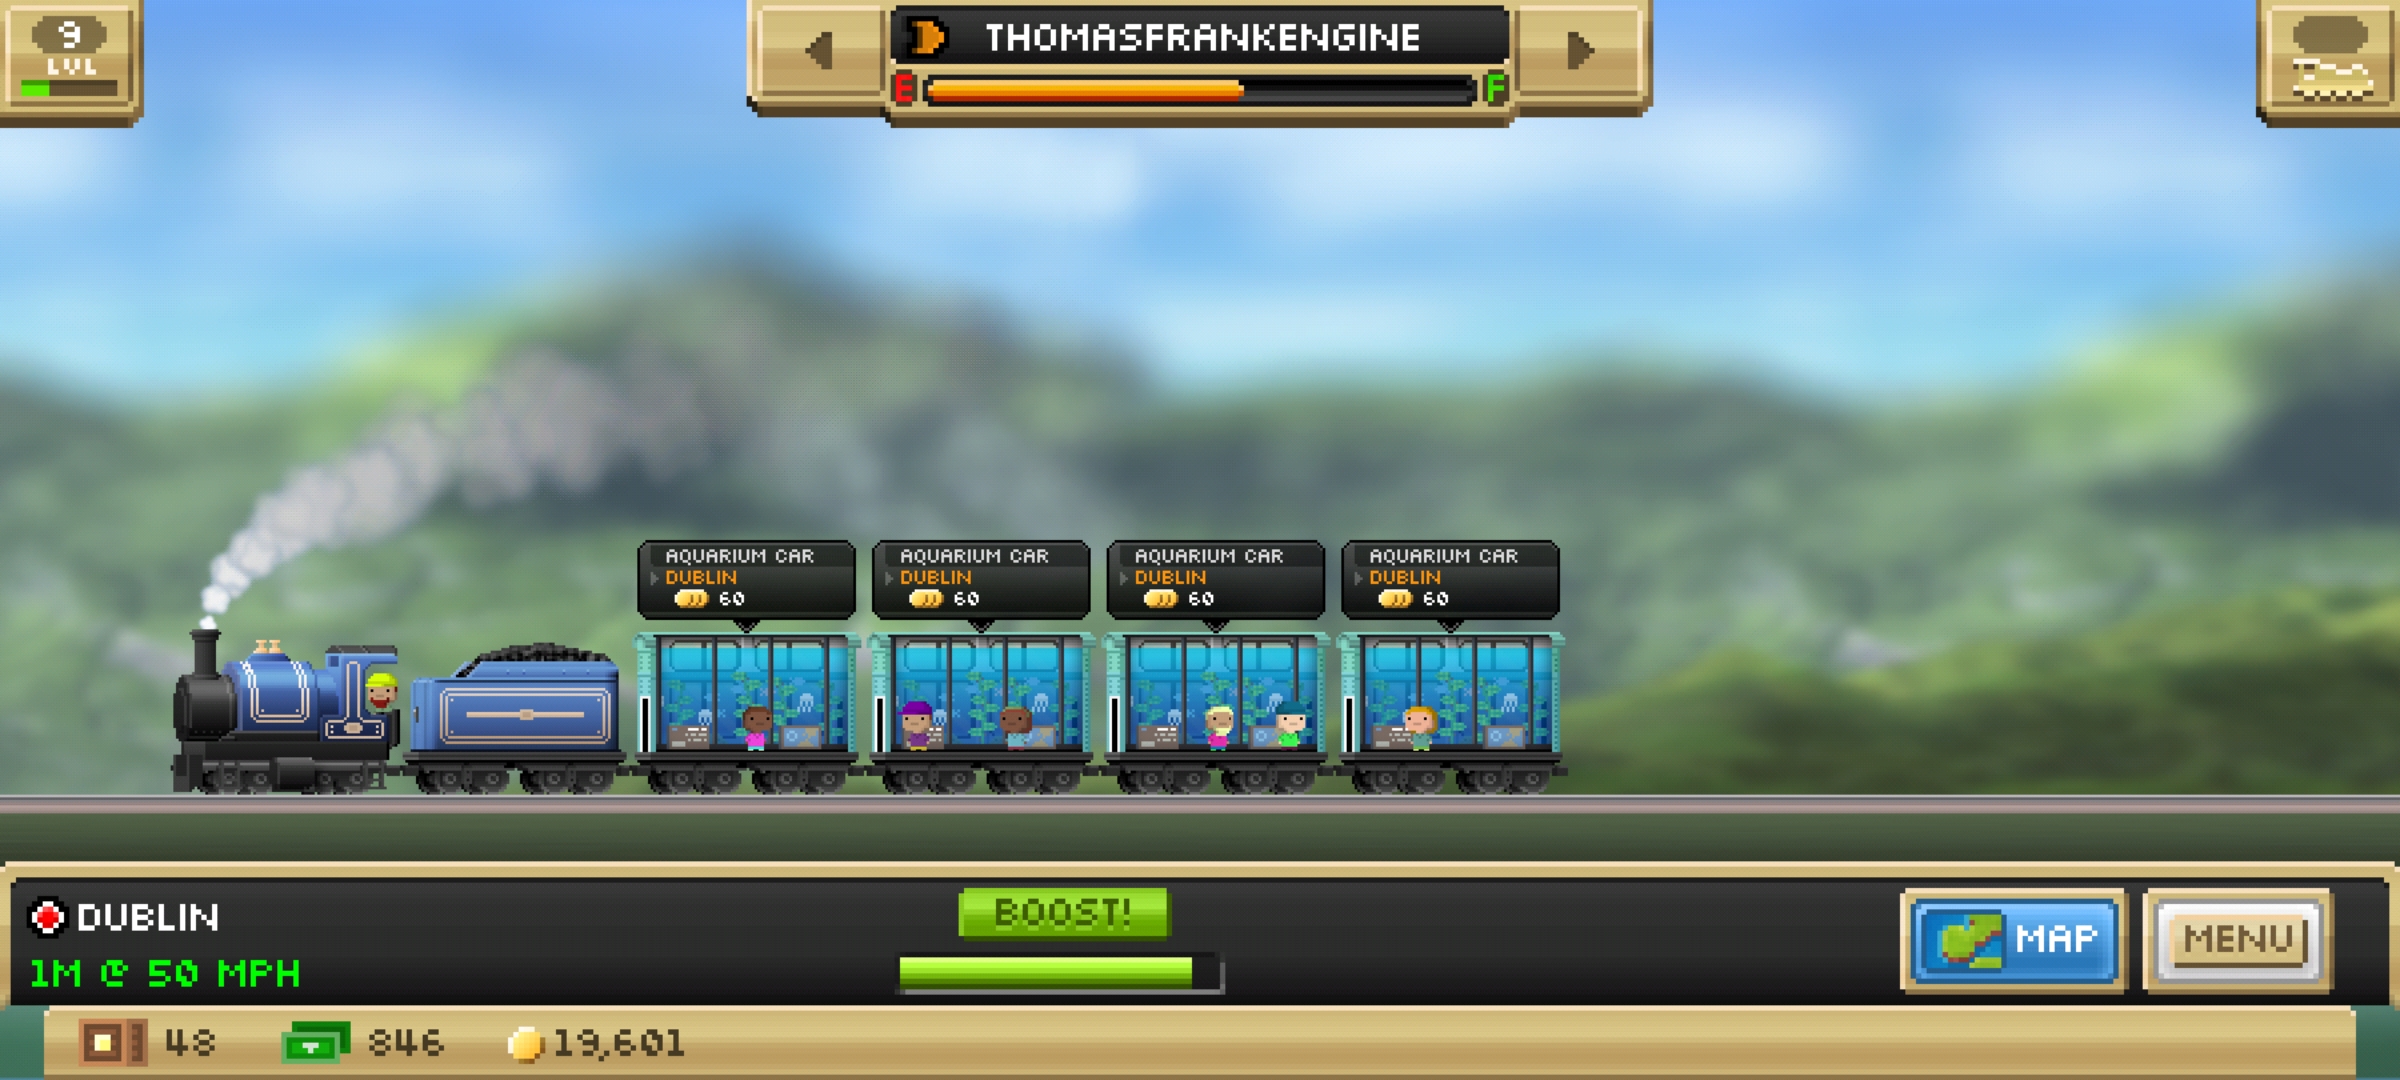 9
LVL
THOMASFRANKENGINE
E F
AQUARIUM CAR
DUBLIN
60
AQUARIUM CAR
DUBLIN
60
AQUARIUM CAR
DUBLIN
60
AQUARIUM CAR
DUBLIN
60
DUBLIN
1M @ 50 MPH
BOOST!
MAP
MENU
48
846
19,601